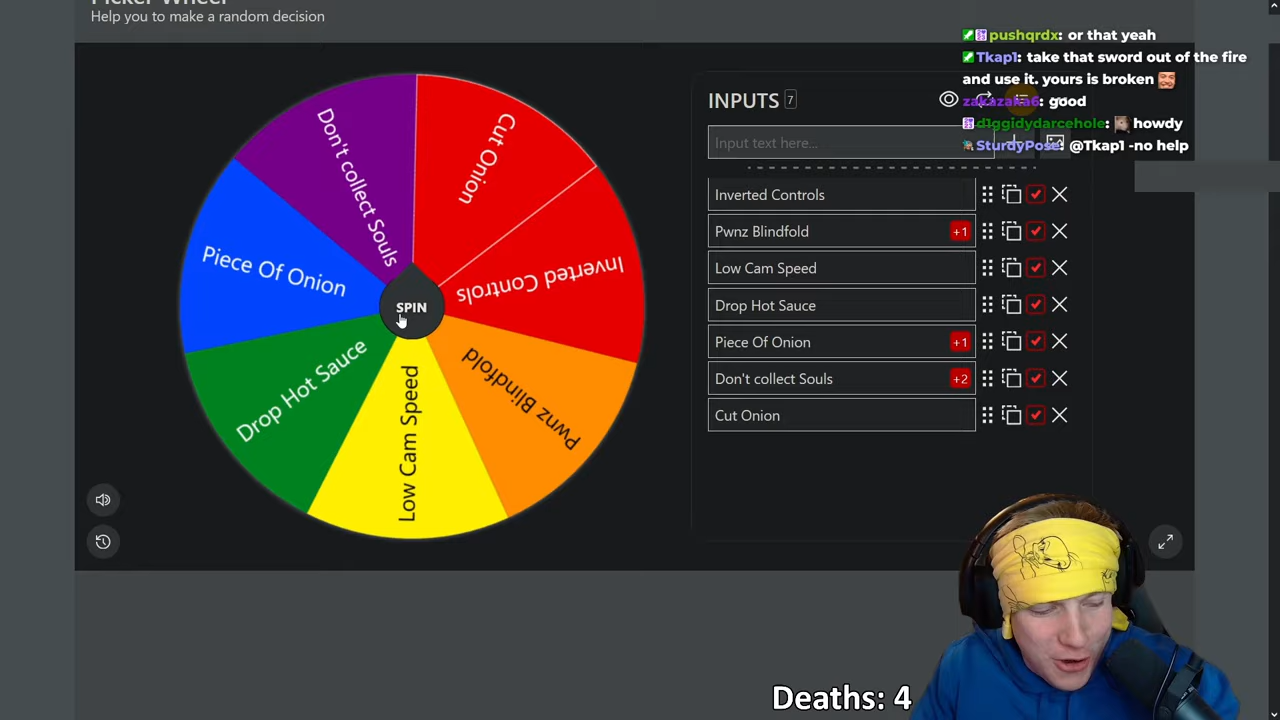 Picker Wheel
Help you to make a random decision
Don't collect Souls
Cut Onion
Inverted Controls
Pwnz Blindfold
Low Cam Speed
Drop Hot Sauce
Piece Of Onion
SPIN
INPUTS 7
Input text here...
Inverted Controls
Pwnz Blindfold +1
Low Cam Speed
Drop Hot Sauce
Piece Of Onion +1
Don't collect Souls +2
Cut Onion
pushqrdx: or that yeah
Tkap1: take that sword out of the fire
and use it. yours is broken
zakazaka6: good
d1ggidydarcehole: howdy
SturdyPose: @Tkap1 -no help
Deaths: 4